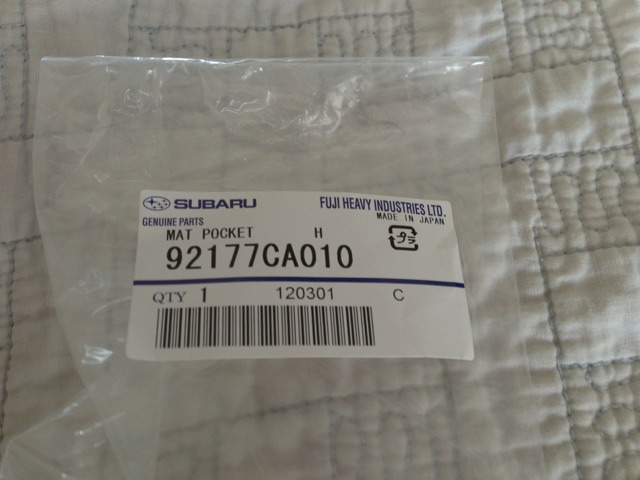 SUBARU FUJI HEAVY INDUSTRIES LTD.
GENUINE PARTS MADE IN JAPAN
MAT POCKET H
プラ
92177CA010
QTY 1 120301 C